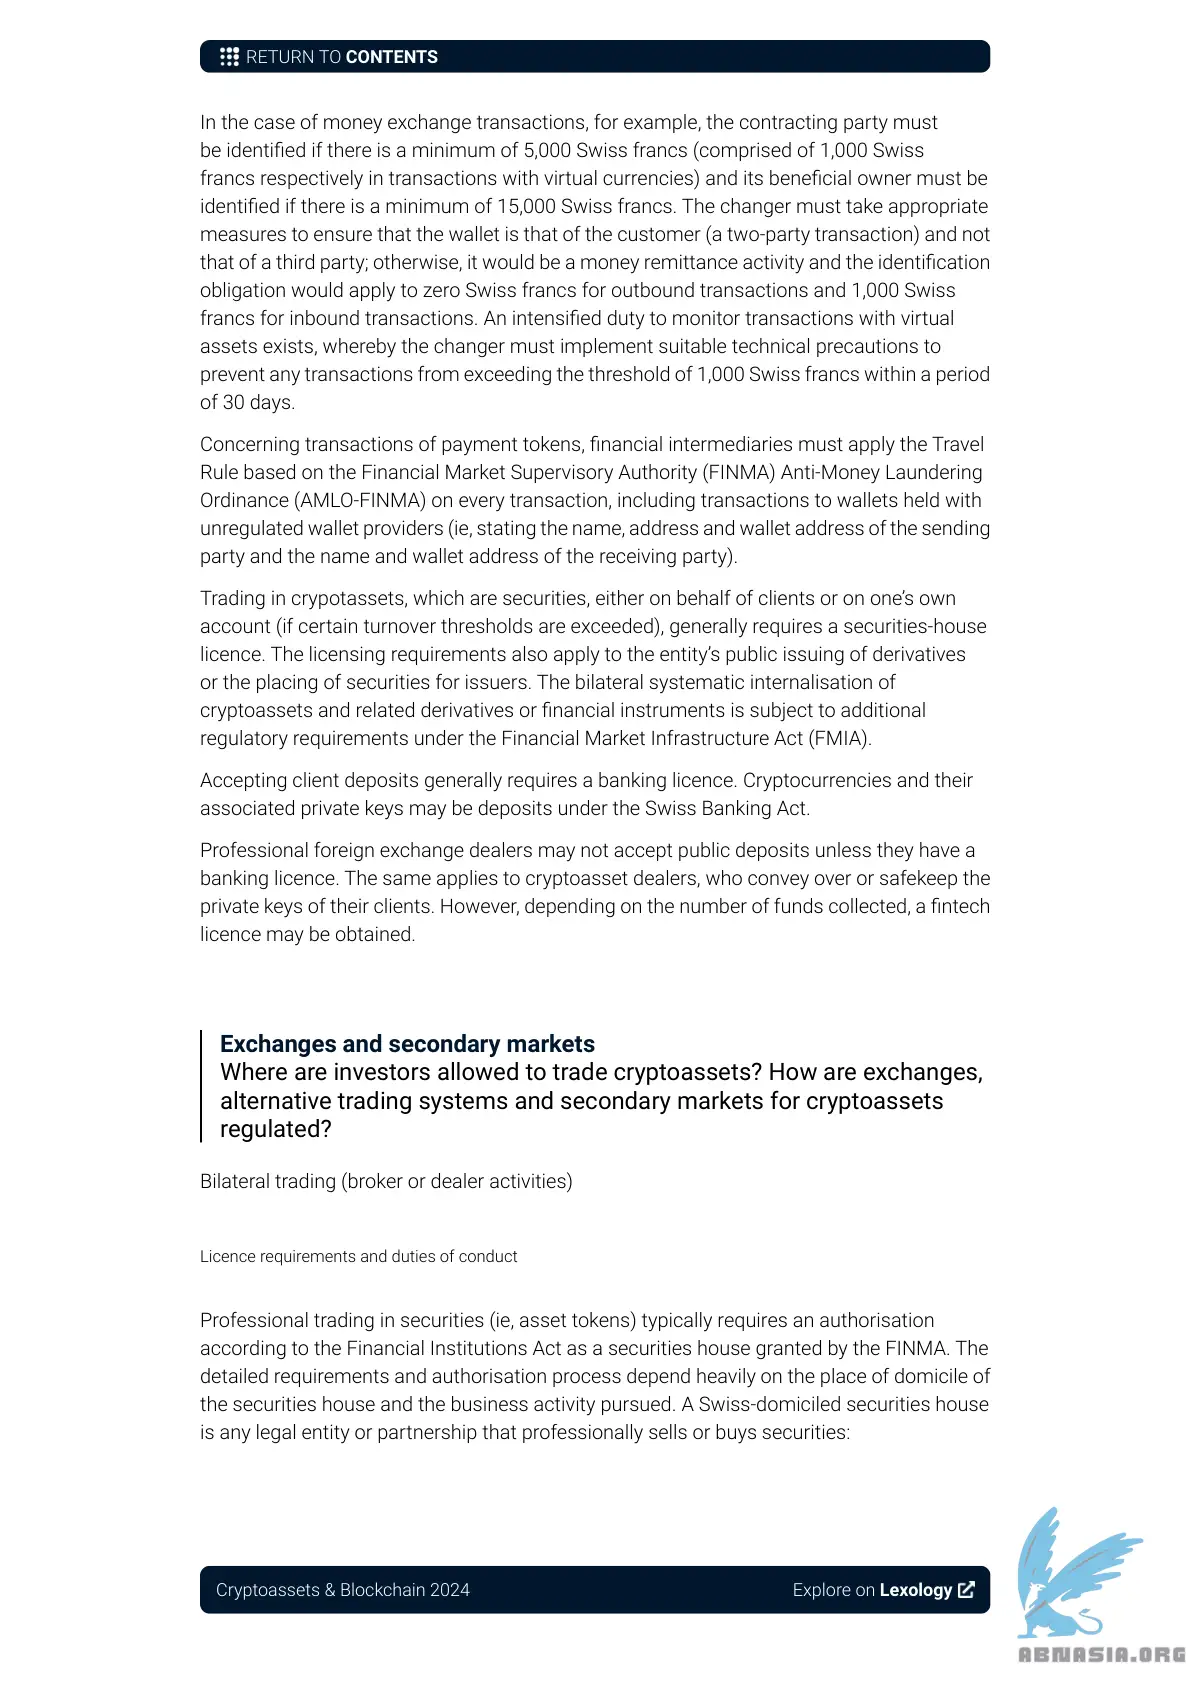 RETURN TO CONTENTS
In the case of money exchange transactions, for example, the contracting party must
be identified if there is a minimum of 5,000 Swiss francs (comprised of 1,000 Swiss
francs respectively in transactions with virtual currencies) and its beneficial owner must be
identified if there is a minimum of 15,000 Swiss francs. The changer must take appropriate
measures to ensure that the wallet is that of the customer (a two-party transaction) and not
that of a third party; otherwise, it would be a money remittance activity and the identification
obligation would apply to zero Swiss francs for outbound transactions and 1,000 Swiss
francs for inbound transactions. An intensified duty to monitor transactions with virtual
assets exists, whereby the changer must implement suitable technical precautions to
prevent any transactions from exceeding the threshold of 1,000 Swiss francs within a period
of 30 days.
Concerning transactions of payment tokens, financial intermediaries must apply the Travel
Rule based on the Financial Market Supervisory Authority (FINMA) Anti-Money Laundering
Ordinance (AMLO-FINMA) on every transaction, including transactions to wallets held with
unregulated wallet providers (ie, stating the name, address and wallet address of the sending
party and the name and wallet address of the receiving party).
Trading in crypotassets, which are securities, either on behalf of clients or on one's own
account (if certain turnover thresholds are exceeded), generally requires a securities-house
licence. The licensing requirements also apply to the entity's public issuing of derivatives
or the placing of securities for issuers. The bilateral systematic internalisation of
cryptoassets and related derivatives or financial instruments is subject to additional
regulatory requirements under the Financial Market Infrastructure Act (FMIA).
Accepting client deposits generally requires a banking licence. Cryptocurrencies and their
associated private keys may be deposits under the Swiss Banking Act.
Professional foreign exchange dealers may not accept public deposits unless they have a
banking licence. The same applies to cryptoasset dealers, who convey over or safekeep the
private keys of their clients. However, depending on the number of funds collected, a fintech
licence may be obtained.
Exchanges and secondary markets
Where are investors allowed to trade cryptoassets? How are exchanges,
alternative trading systems and secondary markets for cryptoassets
regulated?
Bilateral trading (broker or dealer activities)
Licence requirements and duties of conduct
Professional trading in securities (ie, asset tokens) typically requires an authorisation
according to the Financial Institutions Act as a securities house granted by the FINMA. The
detailed requirements and authorisation process depend heavily on the place of domicile of
the securities house and the business activity pursued. A Swiss-domiciled securities house
is any legal entity or partnership that professionally sells or buys securities:
Cryptoassets & Blockchain 2024
Explore on Lexology
ABNASIA.ORG